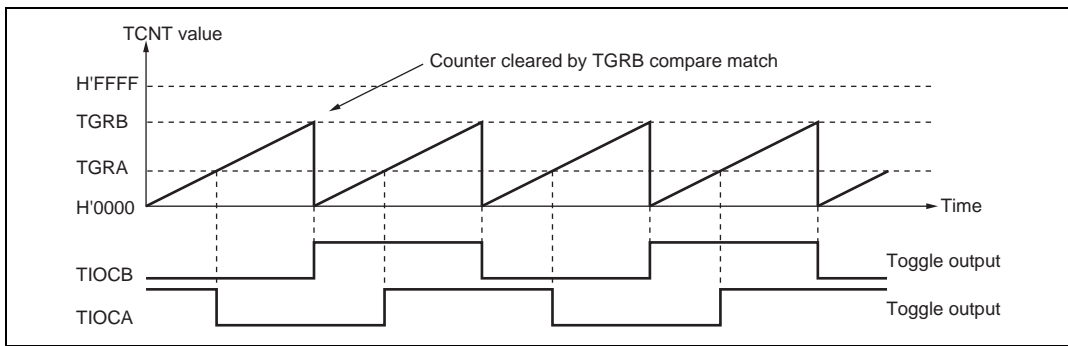 TCNT value
Counter cleared by TGRB compare match
H'FFFF
TGRB
TGRA
H'0000
Time
TIOCB
Toggle output
TIOCA
Toggle output